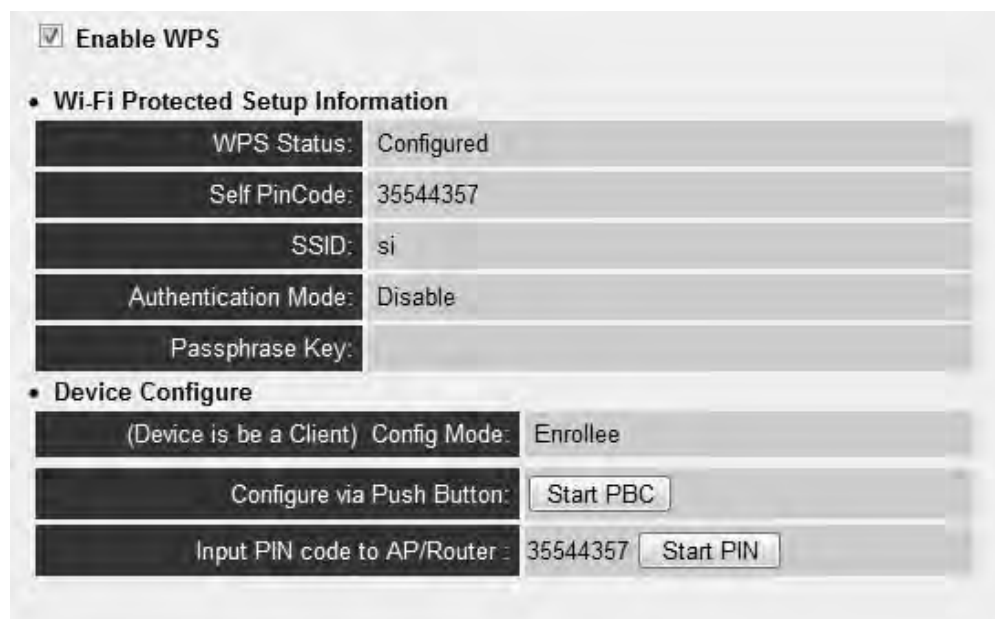 Enable WPS
• Wi-Fi Protected Setup Information
WPS Status: Configured
Self PinCode: 35544357
SSID: si
Authentication Mode: Disable
Passphrase Key:
• Device Configure
(Device is be a Client) Config Mode: Enrollee
Configure via Push Button: Start PBC
Input PIN code to AP/Router : 35544357 Start PIN